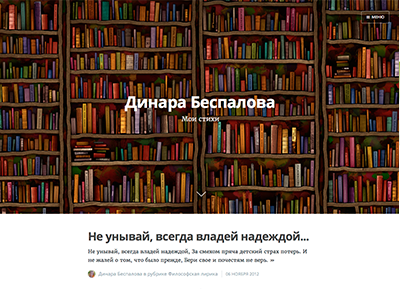 ≡ МЕНЮ
Динара Беспалова
Мои стихи
Не унывай, всегда владей надеждой...
Не унывай, всегда владей надеждой, За смехом пряча детский страх потерь. И
не жалей о том, что было прежде, Бери свое и почестям не верь. »
Динара Беспалова в рубрике Философская лирика | 08 НОЯБРЯ 2012